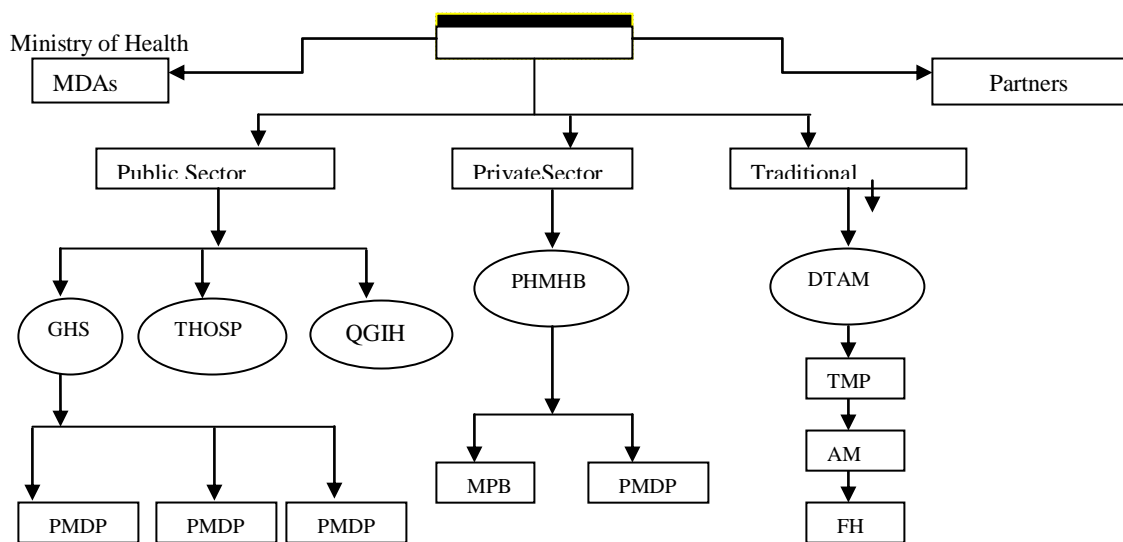 Ministry of Health
MDAs
Partners
Public Sector
PrivateSector
Traditional
PHMHB
DTAM
GHS
THOSP
QGIH
TMP
AM
MPB
PMDP
PMDP
PMDP
PMDP
FH